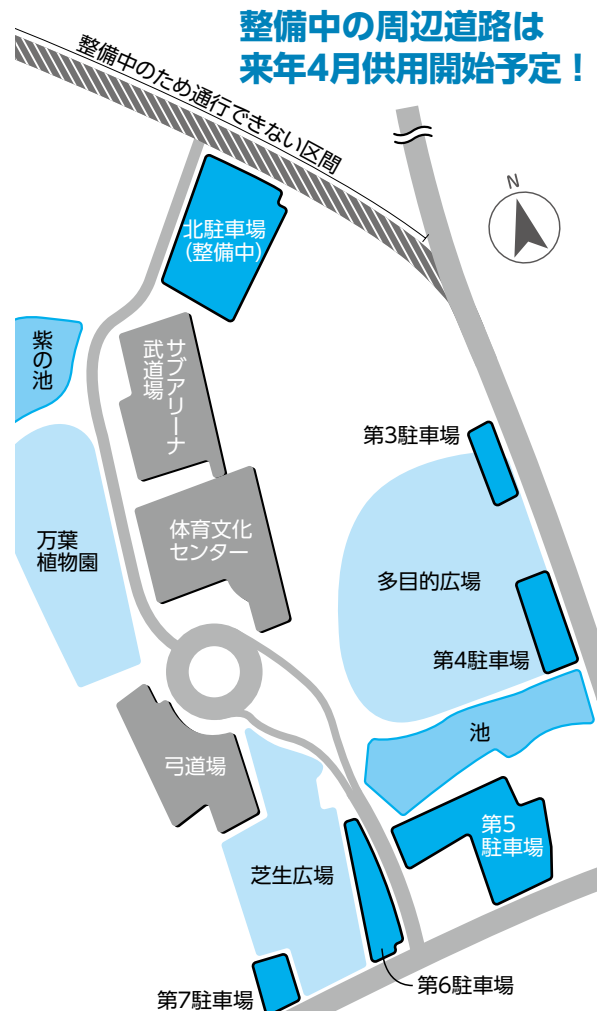 整備中の周辺道路は
来年4月供用開始予定！
整備中のため通行できない区間
N
北駐車場
(整備中)
紫の池
サブアリーナ
武道場
第3駐車場
万葉
植物園
体育文化
センター
多目的広場
第4駐車場
池
弓道場
第5
駐車場
芝生広場
第6駐車場
第7駐車場